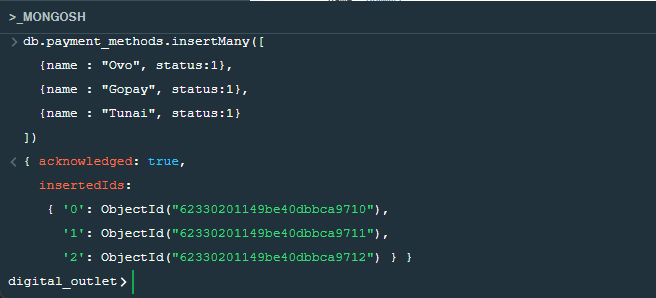 >_MONGOSH
> db.payment_methods.insertMany([
{name : "Ovo", status:1},
{name : "Gopay", status:1},
{name : "Tunai", status:1}
])
< { acknowledged: true,
insertedIds:
{ '0': ObjectId("62330201149be40dbbca9710"),
'1': ObjectId("62330201149be40dbbca9711"),
'2': ObjectId("62330201149be40dbbca9712") } }
digital_outlet>